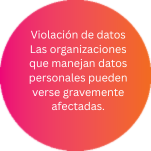 Violación de datos
Las organizaciones
que manejan datos
personales pueden
verse gravemente
afectadas.